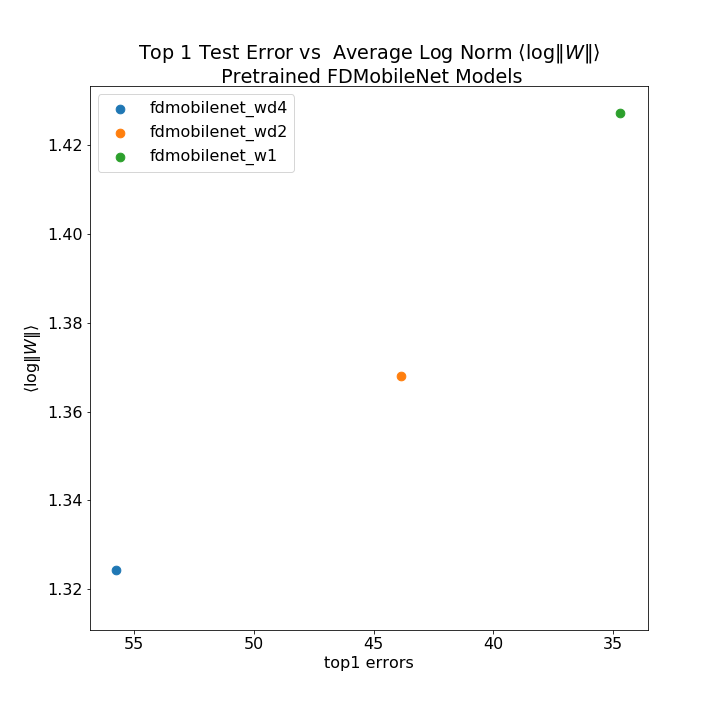 Top 1 Test Error vs  Average Log Norm ⟨log‖W‖⟩
Pretrained FDMobileNet Models
fdmobilenet_wd4
fdmobilenet_wd2
fdmobilenet_w1
1.42
1.40
1.38
1.36
1.34
1.32
⟨log‖W‖⟩
55
50
45
40
35
top1 errors